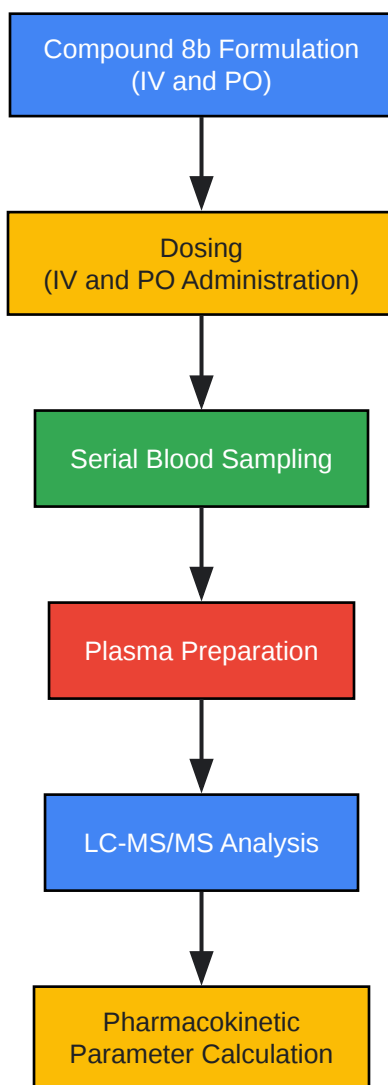 Compound 8b Formulation
(IV and PO)
Dosing
(IV and PO Administration)
Serial Blood Sampling
Plasma Preparation
LC-MS/MS Analysis
Pharmacokinetic
Parameter Calculation